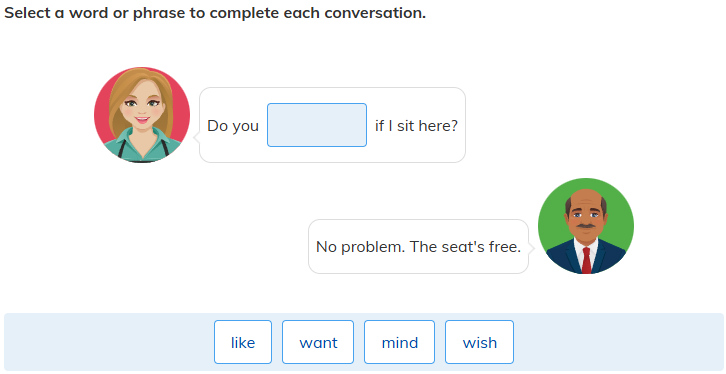 Select a word or phrase to complete each conversation.
Do you if I sit here?
No problem. The seat's free.
like want mind wish